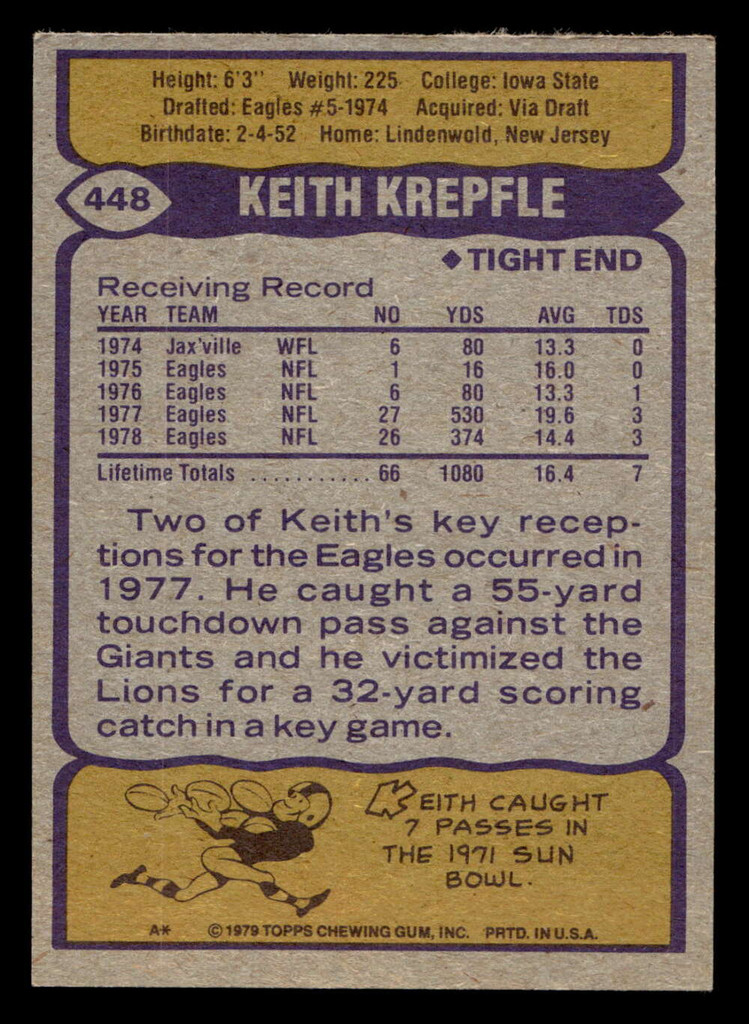 Height: 6'3" Weight: 225 College: Iowa State
Drafted: Eagles #5-1974 Acquired: Via Draft
Birthdate: 2-4-52 Home: Lindenwold, New Jersey
448 KEITH KREPFLE
◆ TIGHT END
Receiving Record
YEAR TEAM NO YDS AVG TDS
1974 Jax'ville WFL 6 80 13.3 0
1975 Eagles NFL 1 16 16.0 0
1976 Eagles NFL 6 80 13.3 1
1977 Eagles NFL 27 530 19.6 3
1978 Eagles NFL 26 374 14.4 3
Lifetime Totals ........... 66 1080 16.4 7
Two of Keith's key recep-
tions for the Eagles occurred in
1977. He caught a 55-yard
touchdown pass against the
Giants and he victimized the
Lions for a 32-yard scoring
catch in a key game.
KEITH CAUGHT
7 PASSES IN
THE 1971 SUN
BOWL.
A* © 1979 TOPPS CHEWING GUM, INC. PRTD. IN U.S.A.